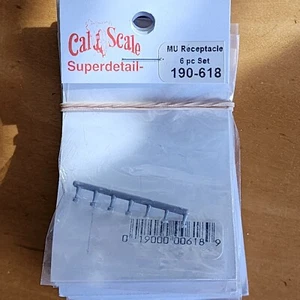 Cal Scale
Superdetail-
MU Receptacle
6 pc Set
190-618
0 19000 00618 9